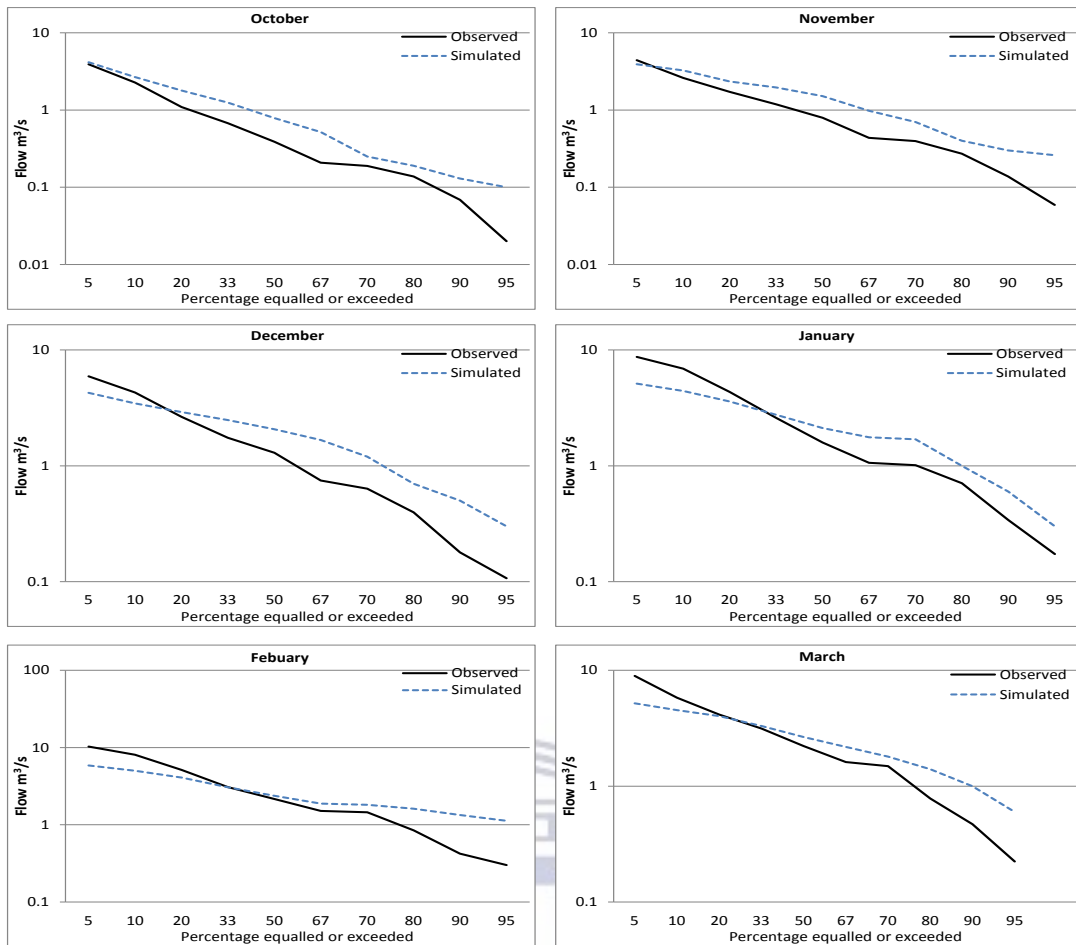 October
10
1
0.1
0.01
Flow m³/s
Observed
Simulated
5 10 20 33 50 67 70 80 90 95
Percentage equalled or exceeded
November
10
1
0.1
0.01
Flow m³/s
Observed
Simulated
5 10 20 33 50 67 70 80 90 95
Percentage equalled or exceeded
December
10
1
0.1
Flow m³/s
Observed
Simulated
5 10 20 33 50 67 70 80 90 95
Percentage equalled or exceeded
January
10
1
0.1
Flow m³/s
Observed
Simulated
5 10 20 33 50 67 70 80 90 95
Percentage equalled or exceeded
Febuary
100
10
1
0.1
Flow m³/s
Observed
Simulated
5 10 20 33 50 67 70 80 90 95
Percentage equalled or exceeded
March
10
1
0.1
Flow m³/s
Observed
Simulated
5 10 20 33 50 67 70 80 90 95
Percentage equalled or exceeded